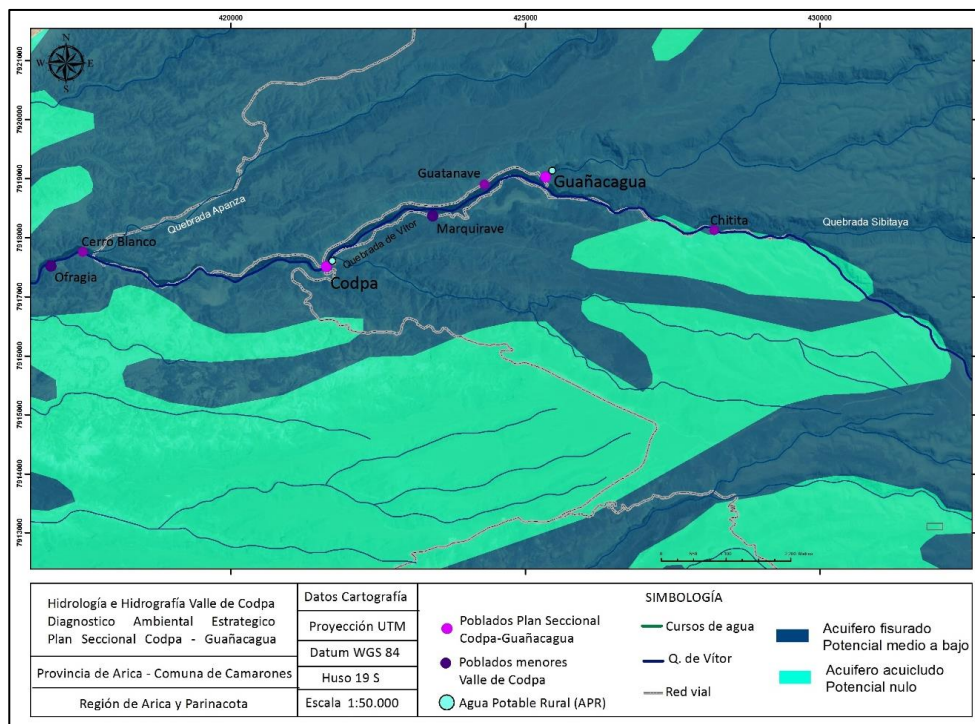 420000
425000
430000
N
W
E
S
7921000
7920000
7919000
7918000
7917000
7916000
7915000
7914000
7913000
Guatanave
Guañacagua
Quebrada Apanza
Marquirave
Chitita
Quebrada Sibitaya
Cerro Blanco
Quebrada de Vítor
Ofragia
Codpa
Hidrología e Hidrografía Valle de Codpa
Diagnostico Ambiental Estrategico
Plan Seccional Codpa - Guañacagua
Provincia de Arica - Comuna de Camarones
Región de Arica y Parinacota
Datos Cartografía
Proyección UTM
Datum WGS 84
Huso 19 S
Escala 1:50.000
SIMBOLOGÍA
Poblados Plan Seccional
Codpa-Guañacagua
Poblados menores
Valle de Codpa
Agua Potable Rural (APR)
Cursos de agua
Q. de Vítor
Red vial
Acuifero fisurado
Potencial medio a bajo
Acuifero acuicludo
Potencial nulo